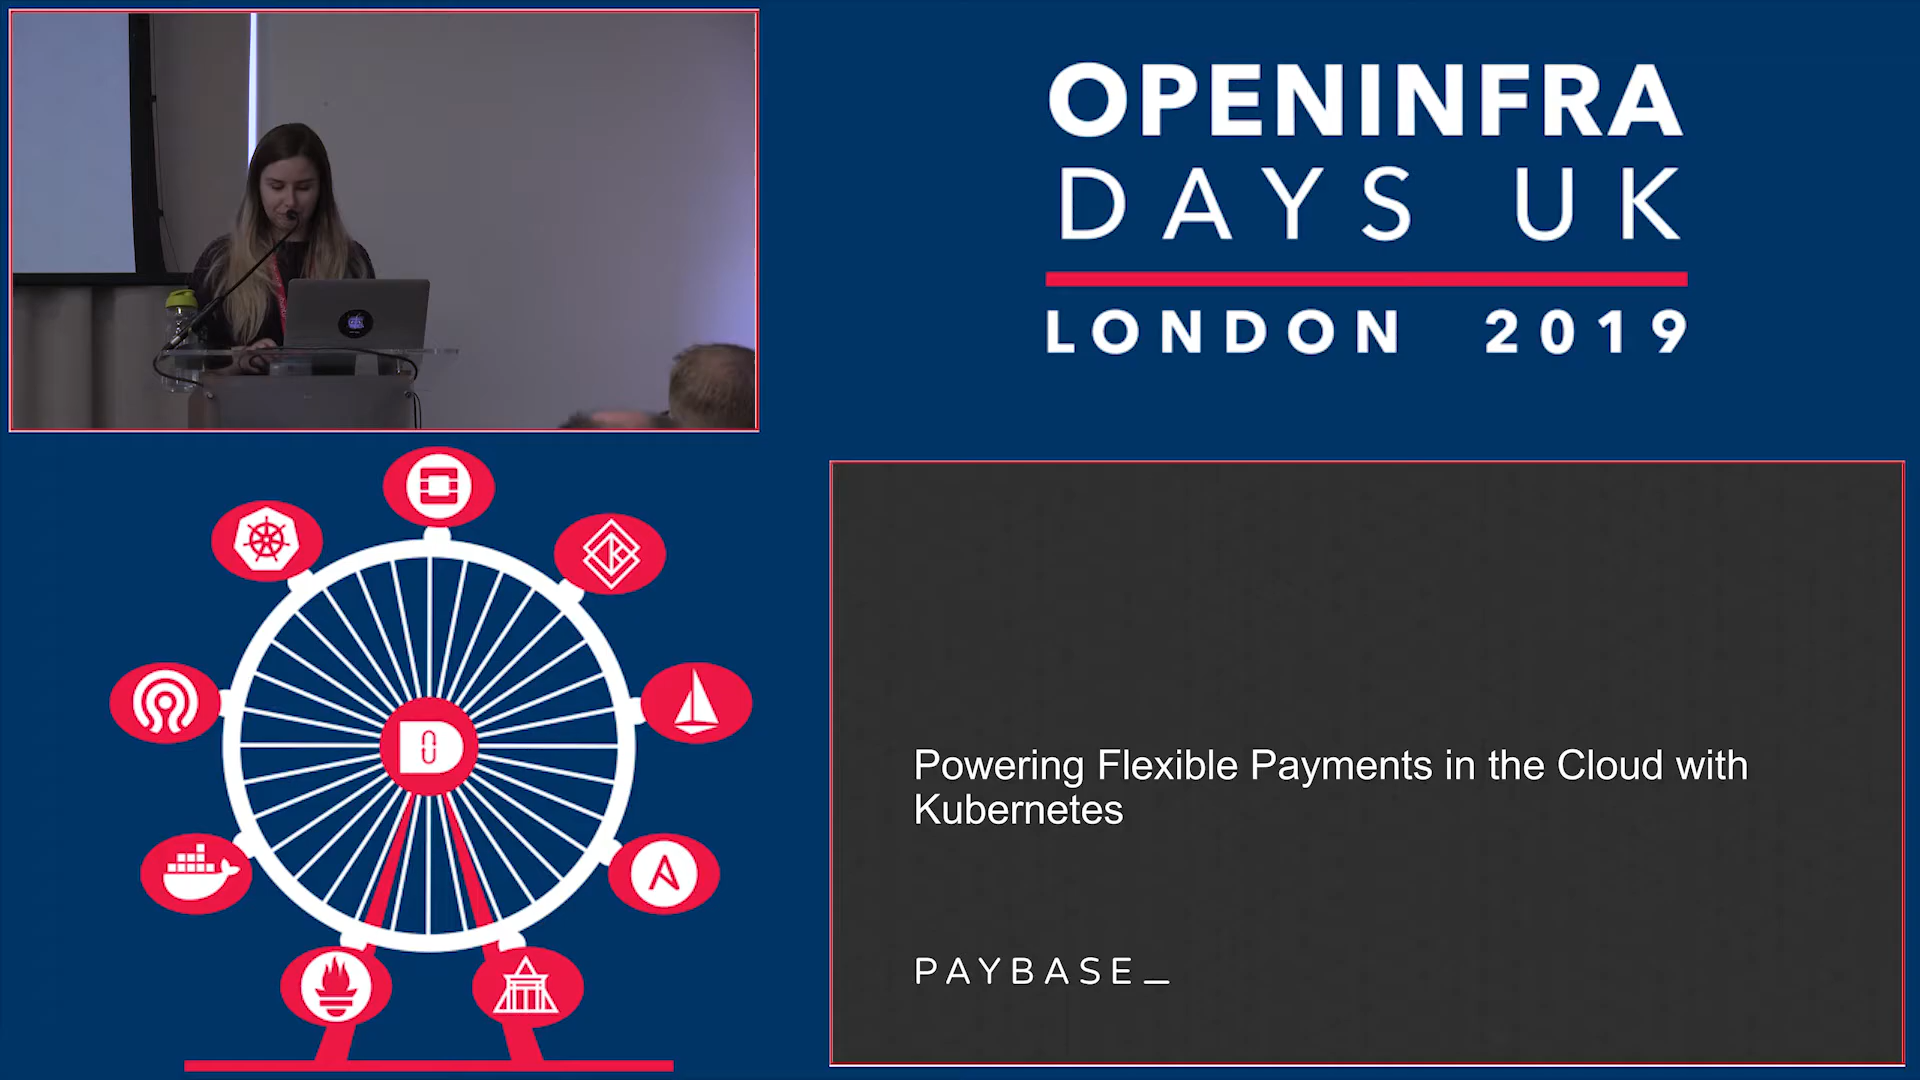 OPENINFRA
DAYS UK
LONDON 2019
Powering Flexible Payments in the Cloud with
Kubernetes
PAYBASE_